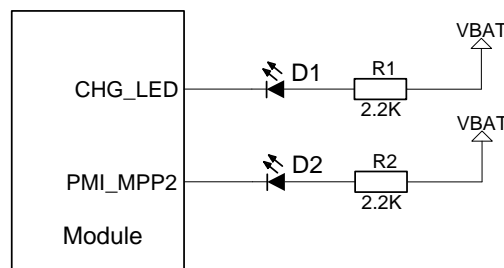 VBAT
CHG_LED
D1
R1
2.2K
VBAT
PMI_MPP2
D2
R2
2.2K
Module